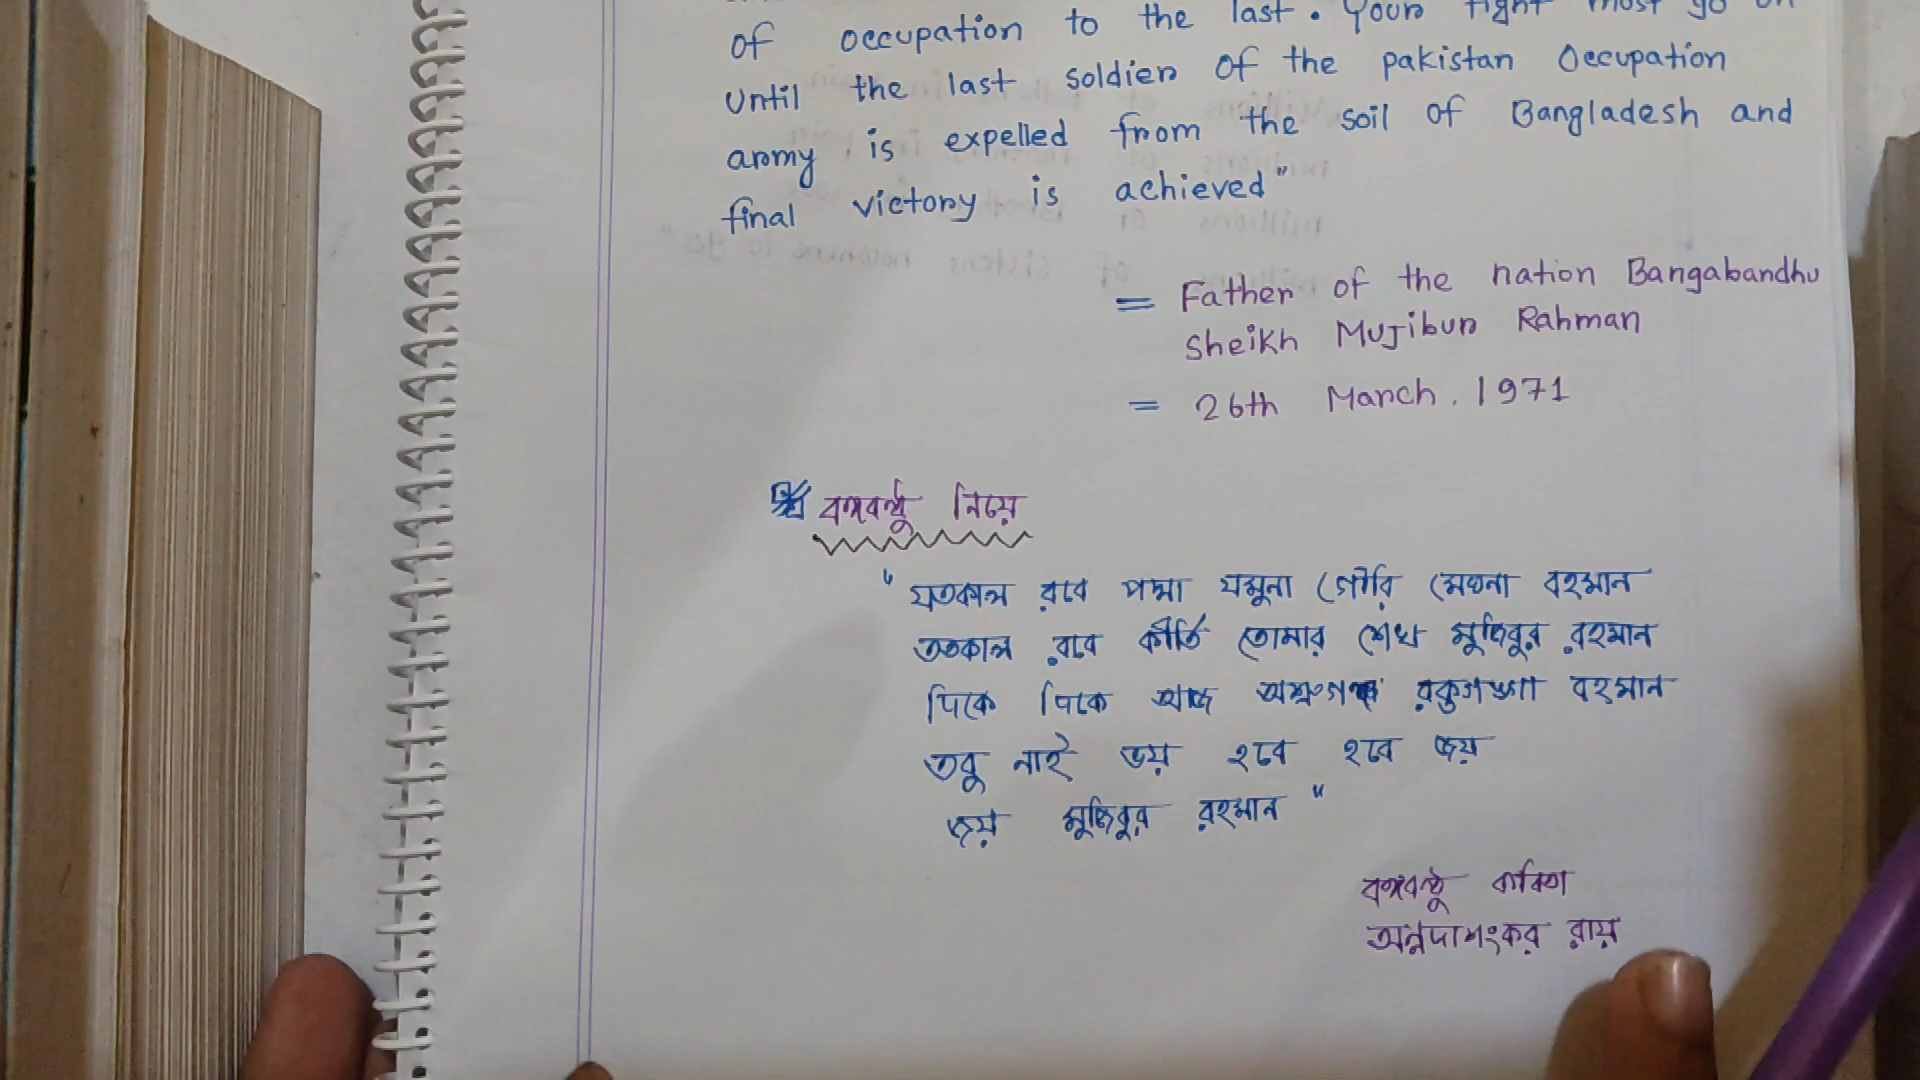 of occupation to the last. Your fight must go on
until the last soldier of the pakistan Occupation
army is expelled from the soil of Bangladesh and
final victory is achieved"
= Father of the nation Bangabandhu
Sheikh Mujibur Rahman
= 26th March. 1971
বঙ্গবন্ধু নিয়ে
" যতকাল রবে পদ্মা যমুনা গৌরি মেঘনা বহমান
ততকাল রবে কীর্তি তোমার শেখ মুজিবুর রহমান
দিকে দিকে আজ অশ্রুগঙ্গা রক্তগঙ্গা বহমান
তবু নাই ভয় হবে হবে জয়
জয় মুজিবুর রহমান "
বঙ্গবন্ধু কবিতা
অন্নদাশংকর রায়